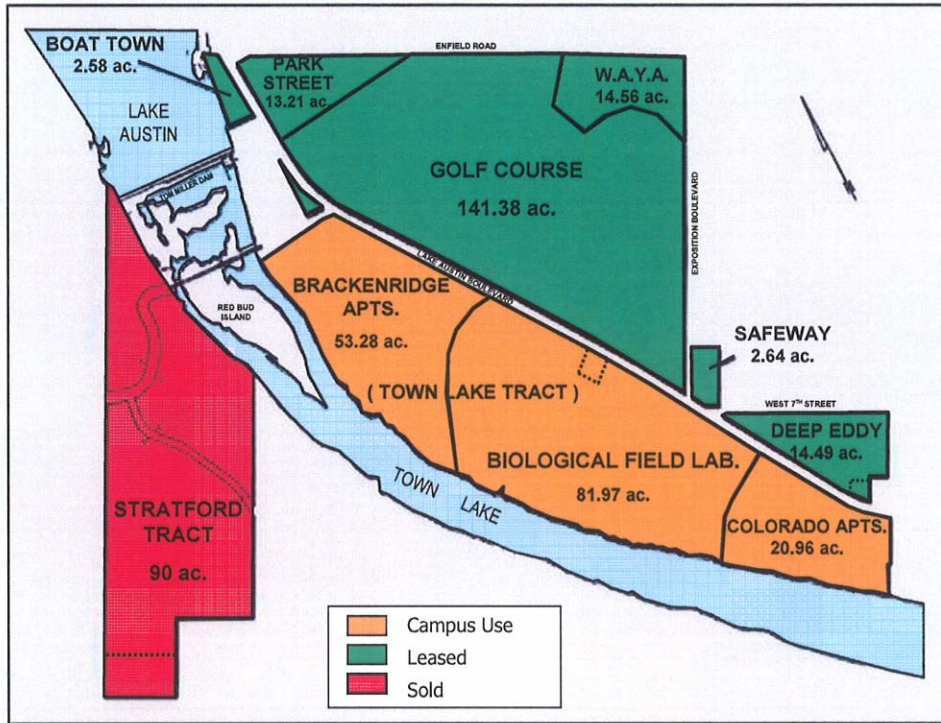 BOAT TOWN
2.58 ac.
LAKE
AUSTIN
PARK
STREET
13.21 ac.
ENFIELD ROAD
W.A.Y.A.
14.56 ac.
GOLF COURSE
141.38 ac.
EXPOSITION BOULEVARD
TOM MILLER DAM
LAKE AUSTIN BOULEVARD
BRACKENRIDGE
APTS.
53.28 ac.
RED BUD
ISLAND
SAFEWAY
2.64 ac.
( TOWN LAKE TRACT )
WEST 7TH STREET
DEEP EDDY
14.49 ac.
BIOLOGICAL FIELD LAB.
81.97 ac.
TOWN LAKE
COLORADO APTS.
20.96 ac.
STRATFORD
TRACT
90 ac.
Campus Use
Leased
Sold